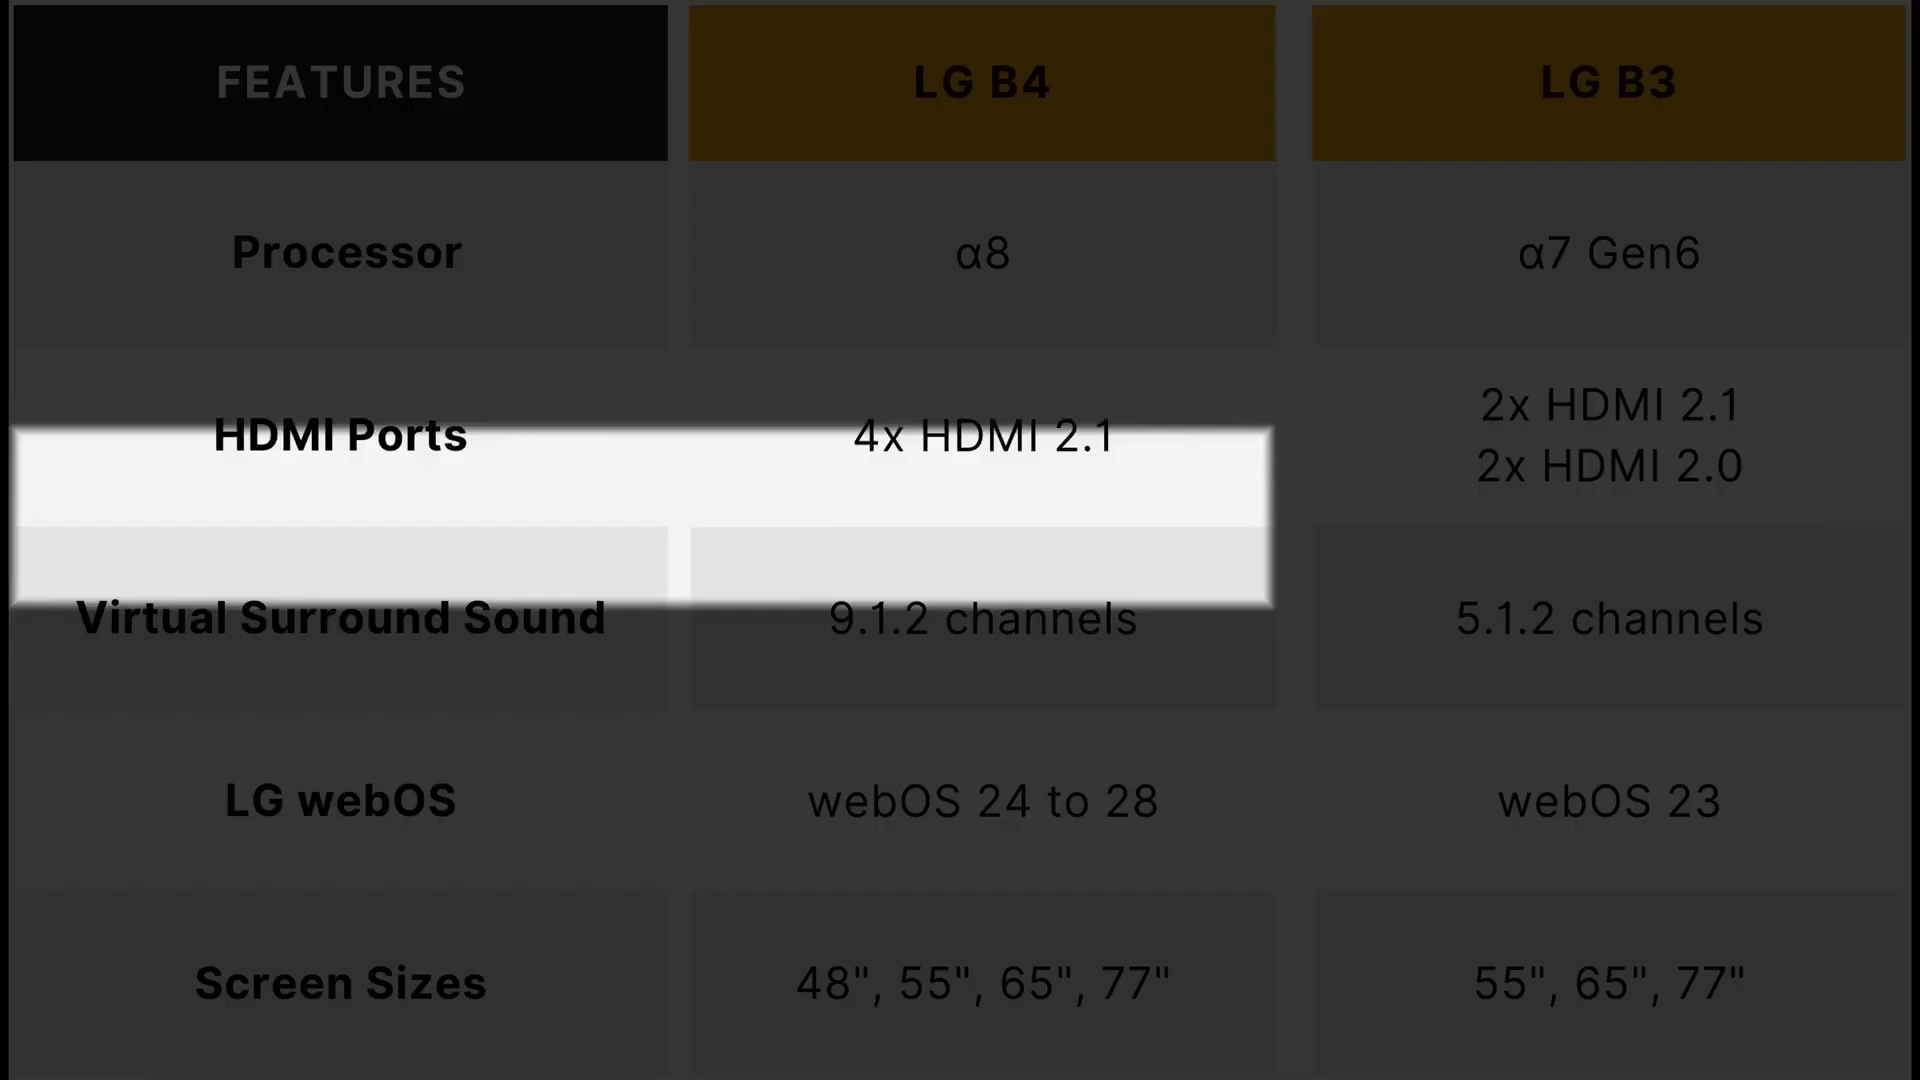 FEATURES LG B4 LG B3
Processor α8 α7 Gen6
HDMI Ports 4x HDMI 2.1 2x HDMI 2.1
2x HDMI 2.0
Virtual Surround Sound 9.1.2 channels 5.1.2 channels
LG webOS webOS 24 to 28 webOS 23
Screen Sizes 48", 55", 65", 77" 55", 65", 77"